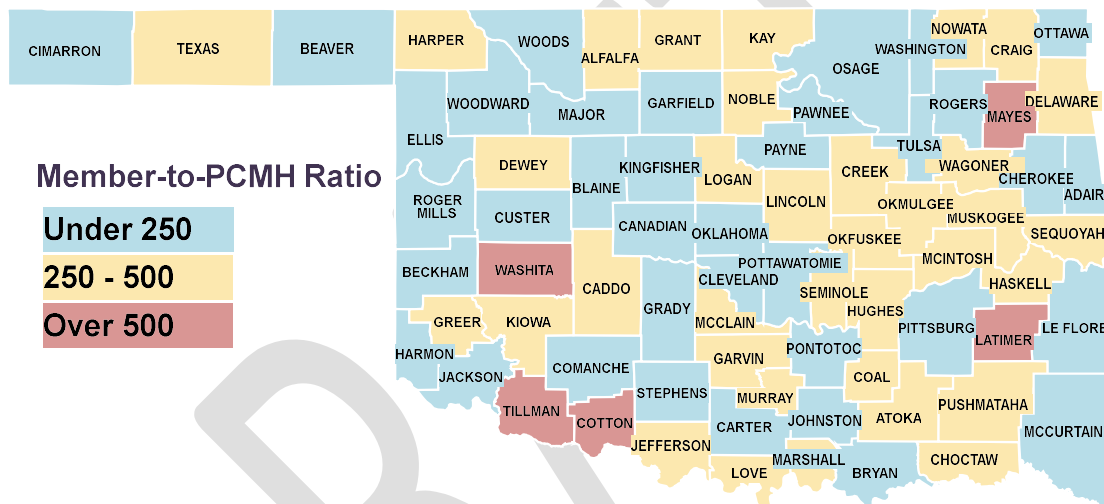 CIMARRON
TEXAS
BEAVER
HARPER
WOODS
ALFALFA
GRANT
KAY
OSAGE
WASHINGTON
NOWATA
CRAIG
OTTAWA
WOODWARD
MAJOR
GARFIELD
NOBLE
PAWNEE
ROGERS
MAYES
DELAWARE
ELLIS
DEWEY
BLAINE
KINGFISHER
LOGAN
PAYNE
CREEK
TULSA
WAGONER
CHEROKEE
ADAIR
Member-to-PCMH Ratio
Under 250
250 - 500
Over 500
ROGER
MILLS
CUSTER
CANADIAN
OKLAHOMA
LINCOLN
OKMULGEE
MUSKOGEE
SEQUOYAH
OKFUSKEE
MCINTOSH
BECKHAM
WASHITA
CADDO
GRADY
CLEVELAND
POTTAWATOMIE
SEMINOLE
HUGHES
HASKELL
GREER
KIOWA
MCCLAIN
PITTSBURG
LATIMER
LE FLORE
HARMON
JACKSON
COMANCHE
STEPHENS
GARVIN
PONTOTOC
COAL
MURRAY
TILLMAN
COTTON
JEFFERSON
CARTER
JOHNSTON
ATOKA
PUSHMATAHA
MCCURTAIN
LOVE
MARSHALL
BRYAN
CHOCTAW